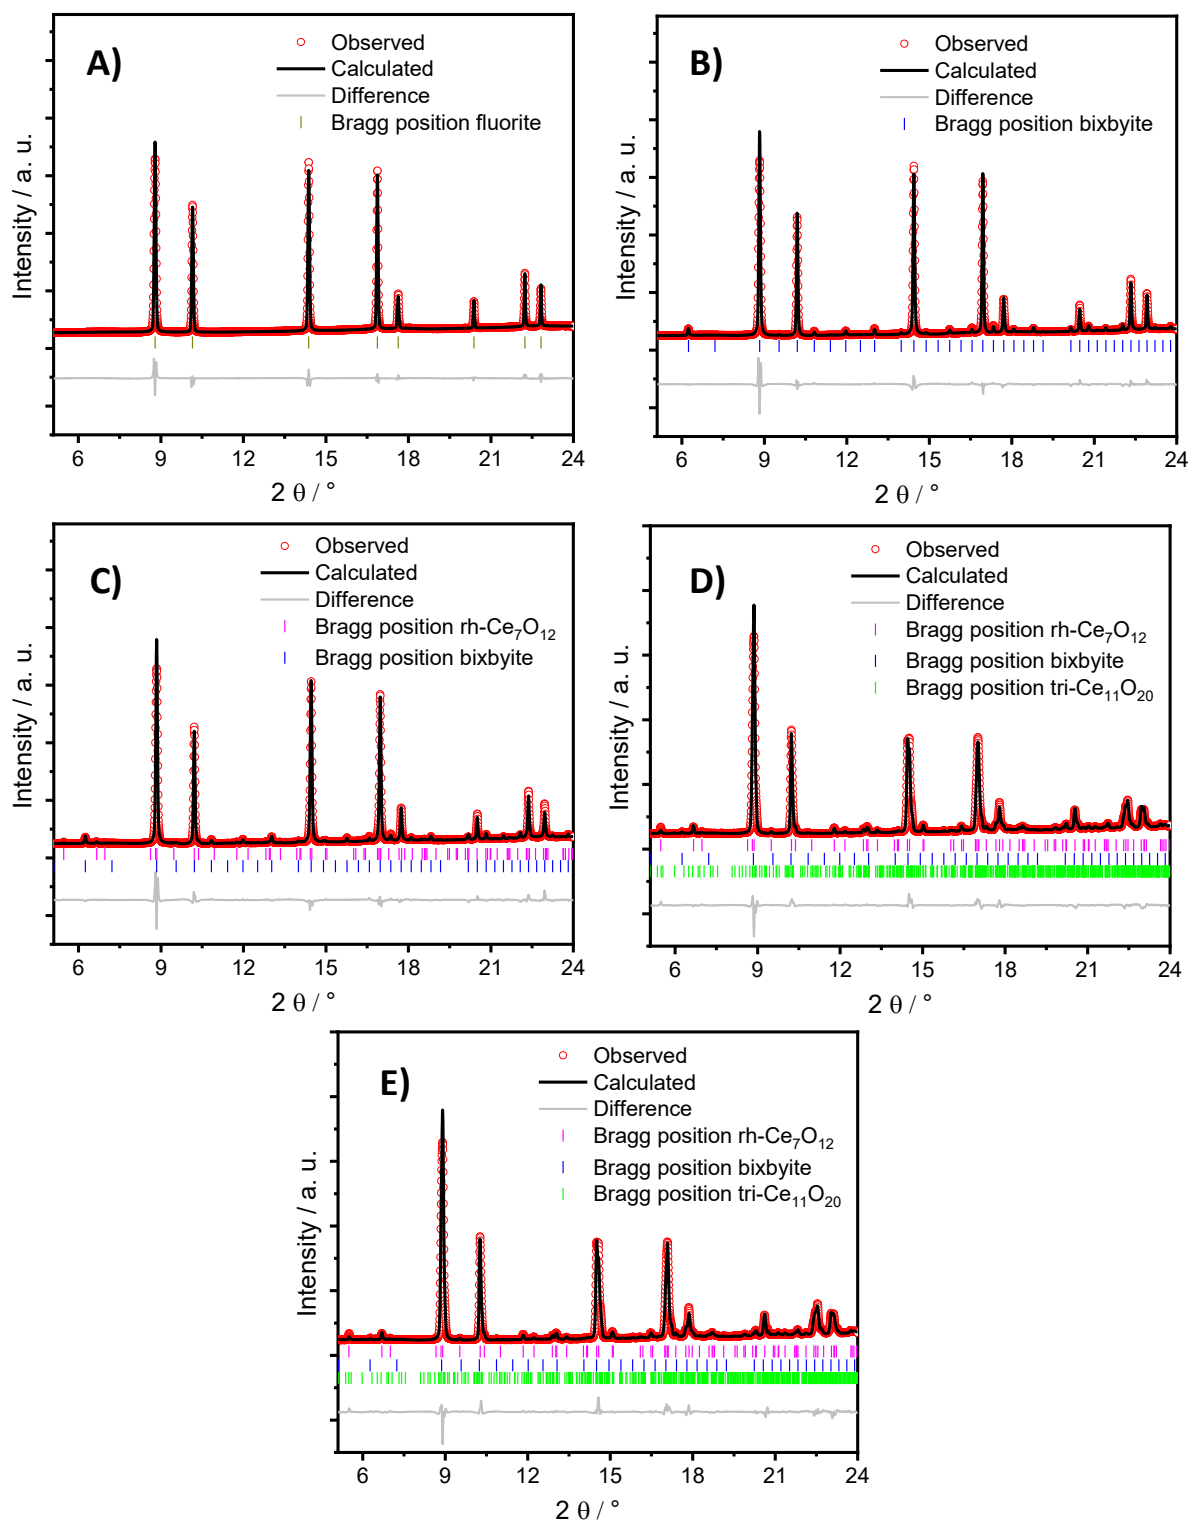 A)
Observed
Calculated
Difference
Bragg position fluorite
Intensity / a. u.
6 9 12 15 18 21 24
2 θ / °
B)
Observed
Calculated
Difference
Bragg position bixbyite
Intensity / a. u.
6 9 12 15 18 21 24
2 θ / °
C)
Observed
Calculated
Difference
Bragg position rh-Ce₇O₁₂
Bragg position bixbyite
Intensity / a. u.
6 9 12 15 18 21 24
2 θ / °
D)
Observed
Calculated
Difference
Bragg position rh-Ce₇O₁₂
Bragg position bixbyite
Bragg position tri-Ce₁₁O₂₀
Intensity / a. u.
6 9 12 15 18 21 24
2 θ / °
E)
Observed
Calculated
Difference
Bragg position rh-Ce₇O₁₂
Bragg position bixbyite
Bragg position tri-Ce₁₁O₂₀
Intensity / a. u.
6 9 12 15 18 21 24
2 θ / °